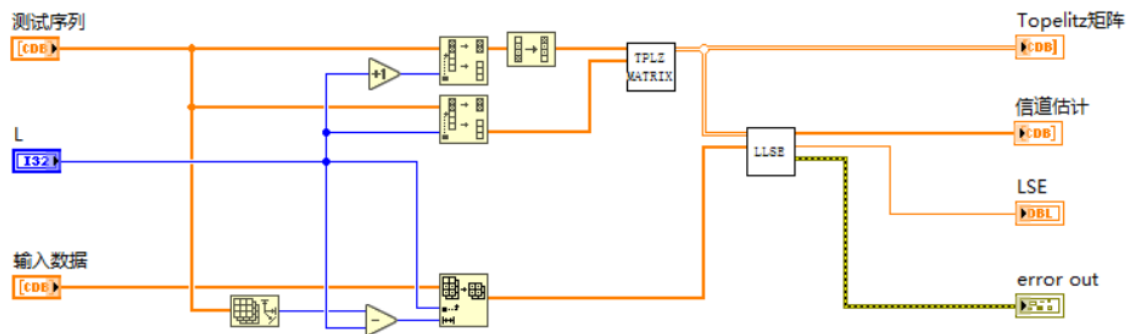 测试序列
[CDB]
L
I32
输入数据
[CDB]
+1
TPLZ
MATRIX
LLSE
Topelitz矩阵
CDB]
信道估计
CDB]
LSE
DBL
error out